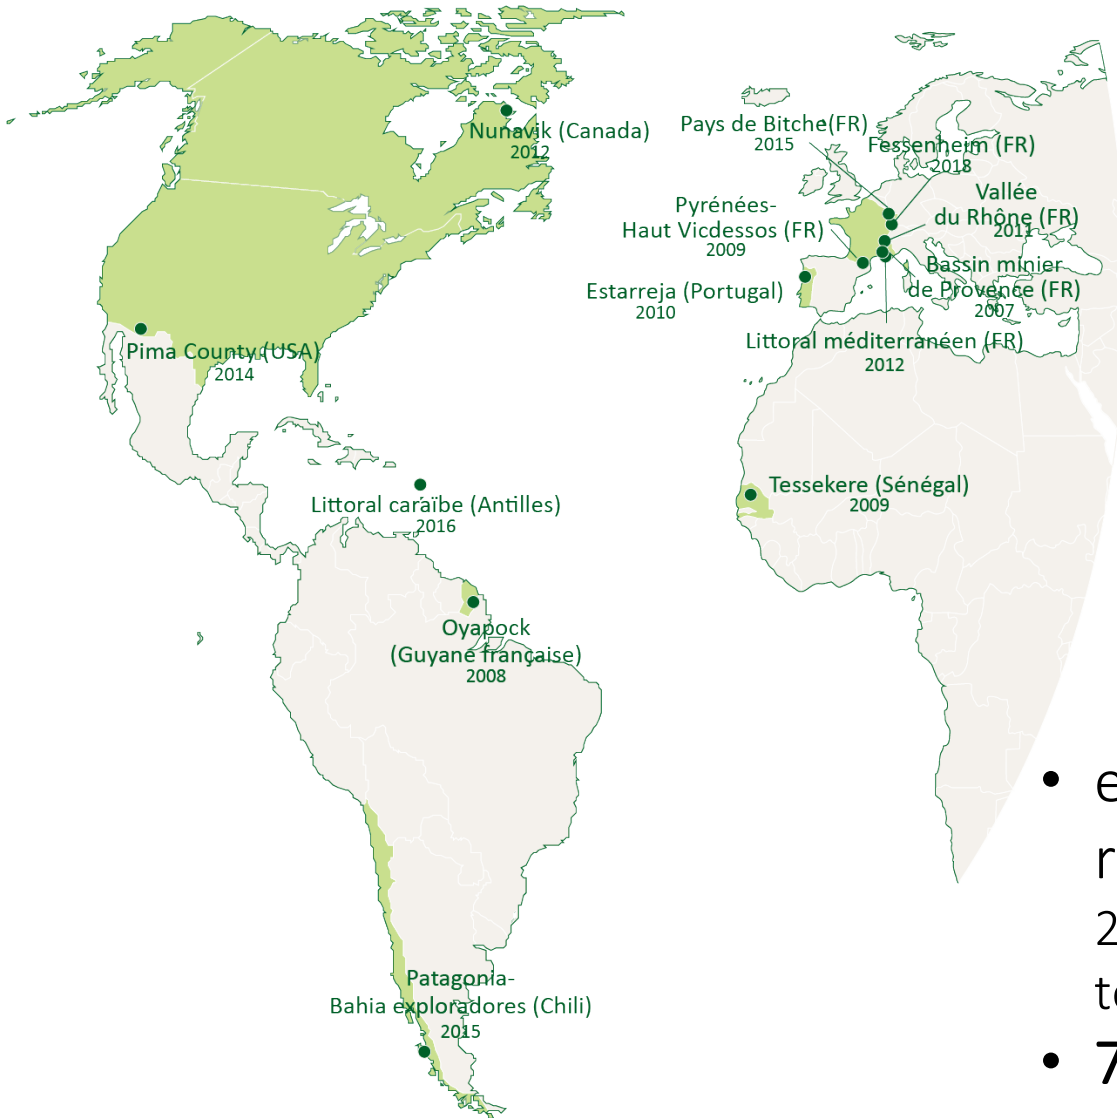 Nunavik (Canada)
2012
Pays de Bitche(FR)
2015
Fessenheim (FR)
2018
Vallée
du Rhône (FR)
2011
Pyrénées-
Haut Vicdessos (FR)
2009
Bassin minier
de Provence (FR)
2007
Estarreja (Portugal)
2010
Littoral méditerranéen (FR)
2012
Pima County (USA)
2014
Littoral caraïbe (Antilles)
2016
Tessekere (Sénégal)
2009
Oyapock
(Guyane française)
2008
Patagonia-
Bahia exploradores (Chili)
2015